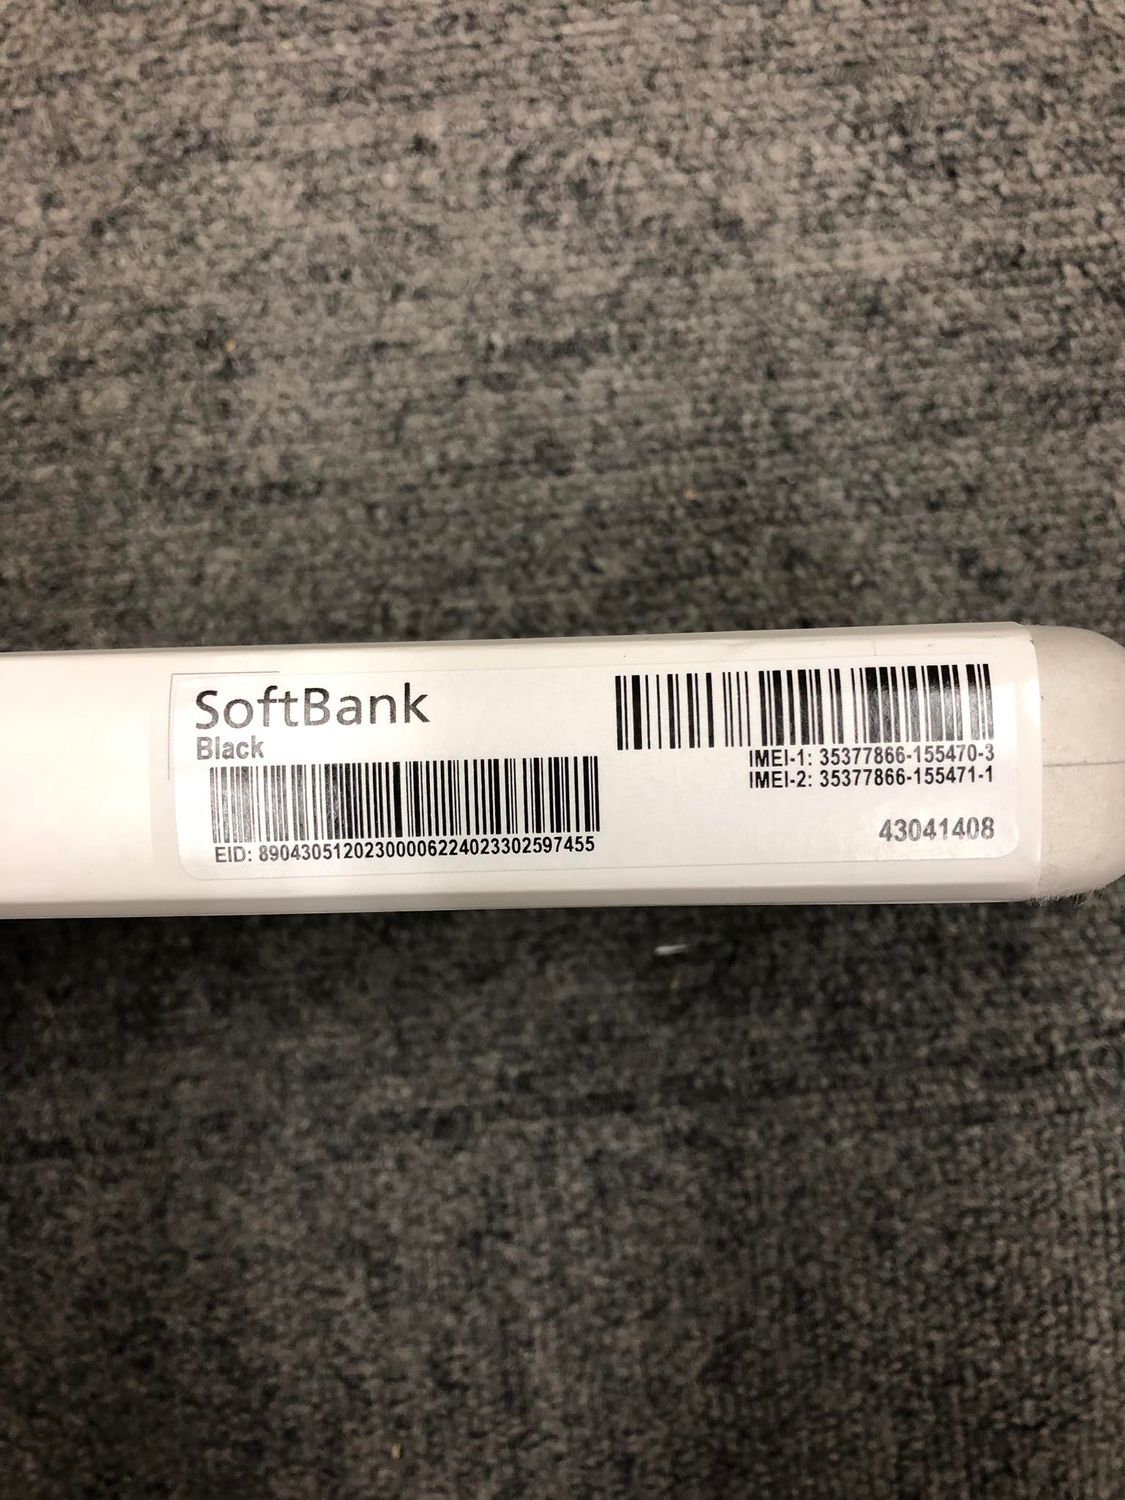 SoftBank
Black
EID: 89043051202300006224023302597455
IMEI-1: 35377866-155470-3
IMEI-2: 35377866-155471-1
43041408